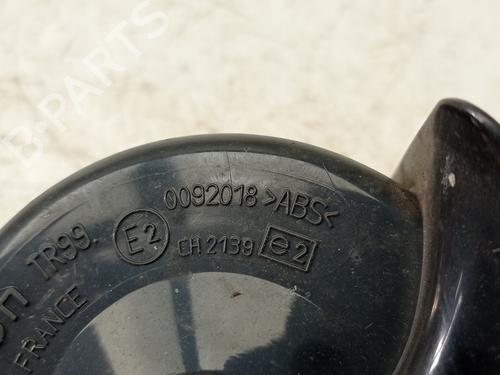 0092018 >ABS<
E2 CH 2139 e2
TR99
FRANCE
B-PARTS